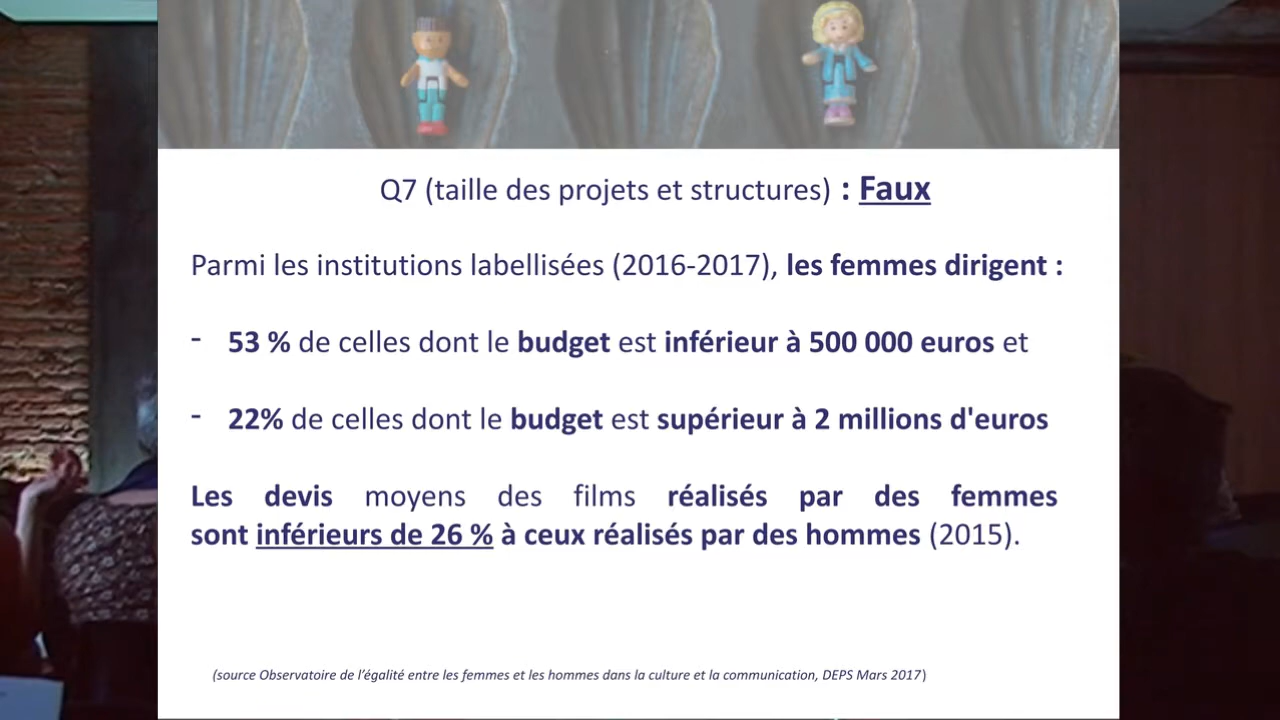 Q7 (taille des projets et structures) : Faux
Parmi les institutions labellisées (2016-2017), les femmes dirigent :
- 53 % de celles dont le budget est inférieur à 500 000 euros et
- 22% de celles dont le budget est supérieur à 2 millions d'euros
Les devis moyens des films réalisés par des femmes
sont inférieurs de 26 % à ceux réalisés par des hommes (2015).
(source Observatoire de l’égalité entre les femmes et les hommes dans la culture et la communication, DEPS Mars 2017)